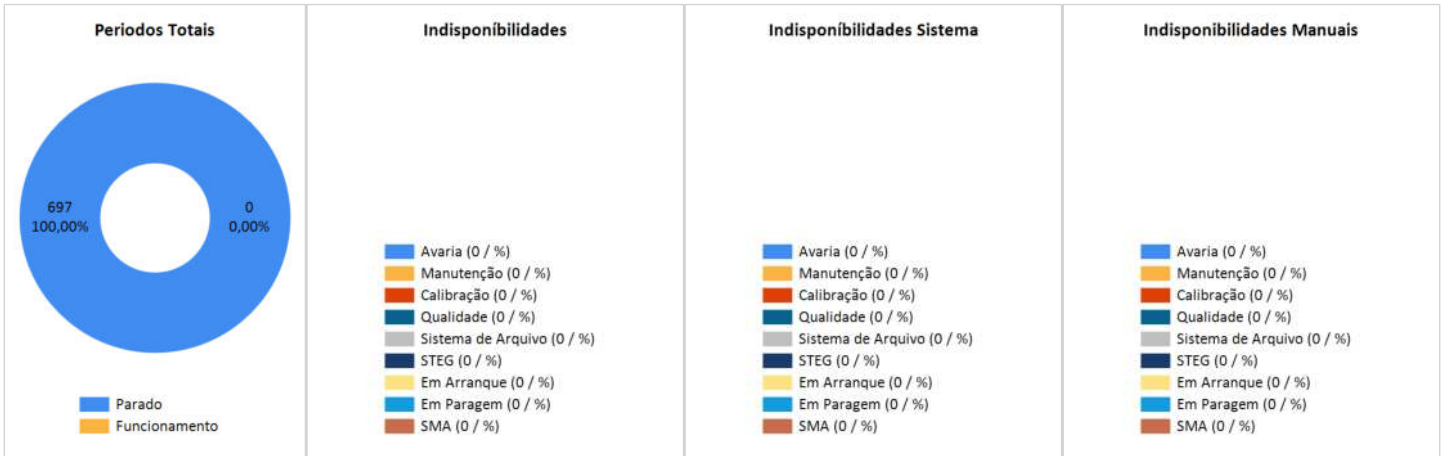 Periodos Totais
697
100,00%
0
0,00%
Parado
Funcionamento
Indisponíbilidades
Avaria (0 / %)
Manutenção (0 / %)
Calibração (0 / %)
Qualidade (0 / %)
Sistema de Arquivo (0 / %)
STEG (0 / %)
Em Arranque (0 / %)
Em Paragem (0 / %)
SMA (0 / %)
Indisponíbilidades Sistema
Avaria (0 / %)
Manutenção (0 / %)
Calibração (0 / %)
Qualidade (0 / %)
Sistema de Arquivo (0 / %)
STEG (0 / %)
Em Arranque (0 / %)
Em Paragem (0 / %)
SMA (0 / %)
Indisponíbilidades Manuais
Avaria (0 / %)
Manutenção (0 / %)
Calibração (0 / %)
Qualidade (0 / %)
Sistema de Arquivo (0 / %)
STEG (0 / %)
Em Arranque (0 / %)
Em Paragem (0 / %)
SMA (0 / %)